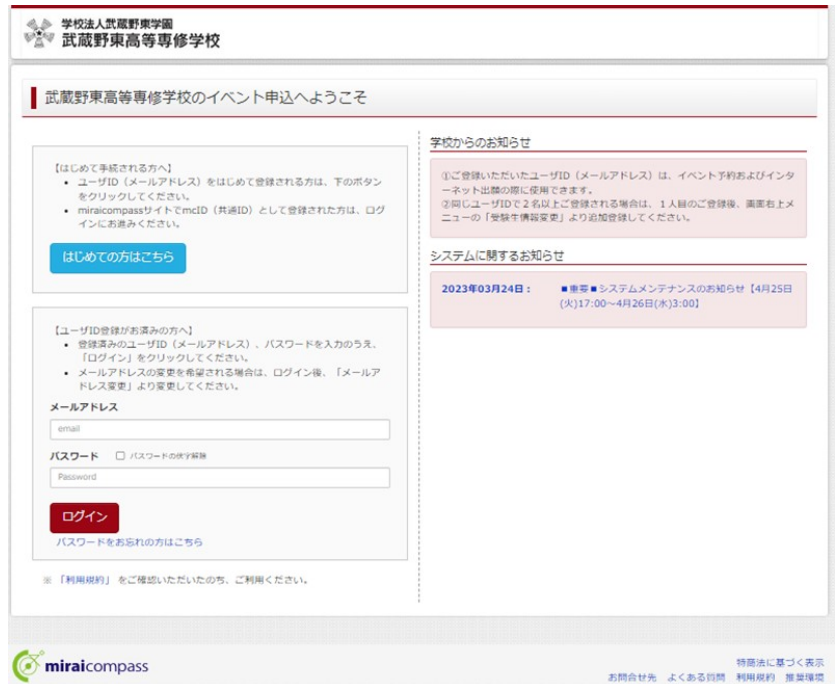 学校法人武蔵野東学園
武蔵野東高等専修学校
武蔵野東高等専修学校のイベント申込へようこそ
【はじめて手続される方へ】
• ユーザID（メールアドレス）をはじめて登録される方は、下のボタン
をクリックしてください。
• miraicompassサイトでmcID（共通ID）として登録された方は、ログ
インにお進みください。
はじめての方はこちら
【ユーザID登録がお済みの方へ】
• 登録済みのユーザID（メールアドレス）、パスワードを入力のうえ、
「ログイン」をクリックしてください。
• メールアドレスの変更を希望される場合は、ログイン後、「メールア
ドレス変更」より変更してください。
メールアドレス
email
パスワード パスワードの伏字解除
Password
ログイン
パスワードをお忘れの方はこちら
※ 「利用規約」 をご確認いただいたのち、ご利用ください。
学校からのお知らせ
①ご登録いただいたユーザID（メールアドレス）は、イベント予約およびインタ
ーネット出願の際に使用できます。
②同じユーザIDで２名以上ご登録される場合は、１人目のご登録後、画面右上メ
ニューの「受験生情報変更」より追加登録してください。
システムに関するお知らせ
2023年03月24日： ■重要■システムメンテナンスのお知らせ【4月25日
(火)17:00～4月26日(水)3:00】
miraicompass
特商法に基づく表示
お問合せ先 よくある質問 利用規約 推奨環境